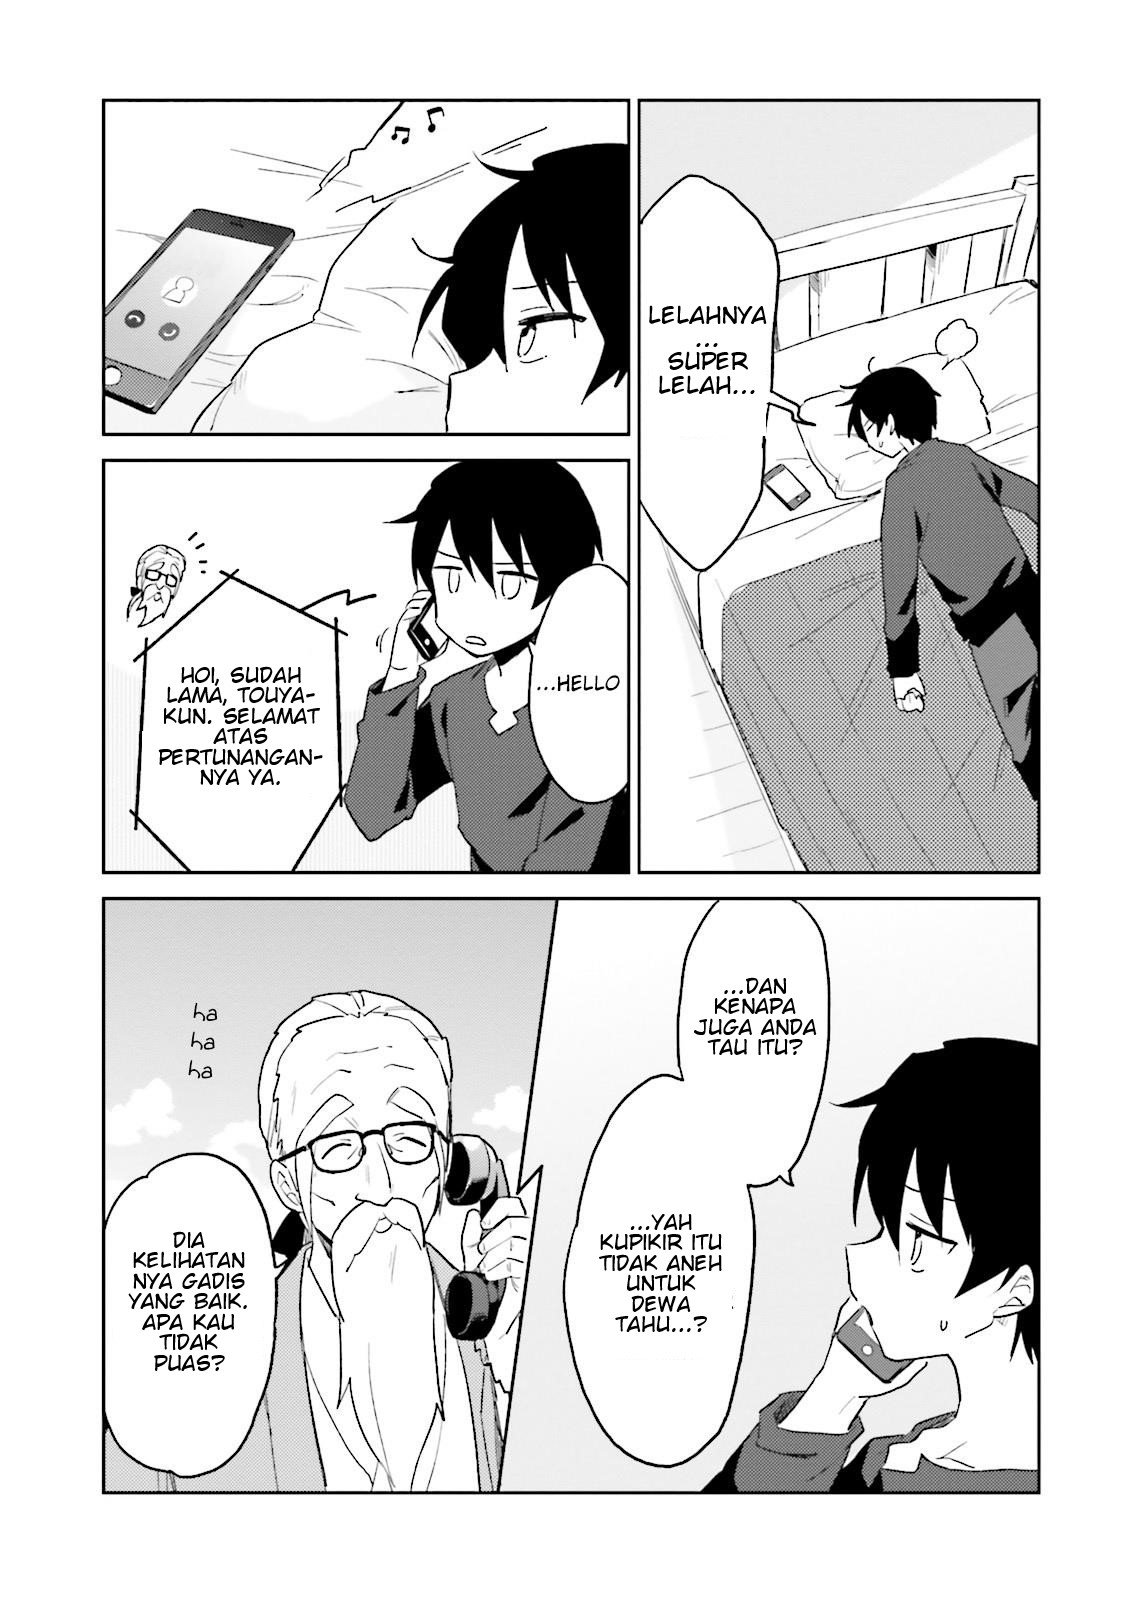 LELAHNYA
...
SUPER
LELAH...
...HELLO
HOI, SUDAH
LAMA, TOUYA-
KUN. SELAMAT
ATAS
PERTUNANGAN-
NYA YA.
...DAN
KENAPA
JUGA ANDA
TAU ITU?
...YAH
KUPIKIR ITU
TIDAK ANEH
UNTUK
DEWA
TAHU...?
ha
ha
ha
DIA
KELIHATAN
NYA GADIS
YANG BAIK.
APA KAU
TIDAK
PUAS?